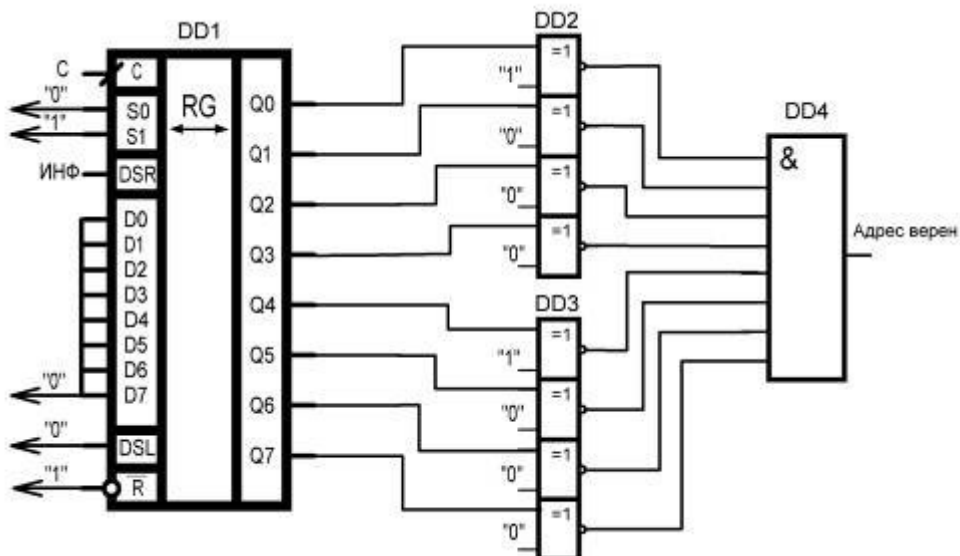 DD1
C
C
"0"
S0
"1"
S1
ИНФ
DSR
RG
D0
D1
D2
D3
D4
D5
D6
"0"
D7
"0"
DSL
"1"
R
Q0
Q1
Q2
Q3
Q4
Q5
Q6
Q7
DD2
=1
"1"
=1
"0"
=1
"0"
=1
"0"
DD3
=1
"1"
=1
"0"
=1
"0"
=1
"0"
DD4
&
Адрес верен